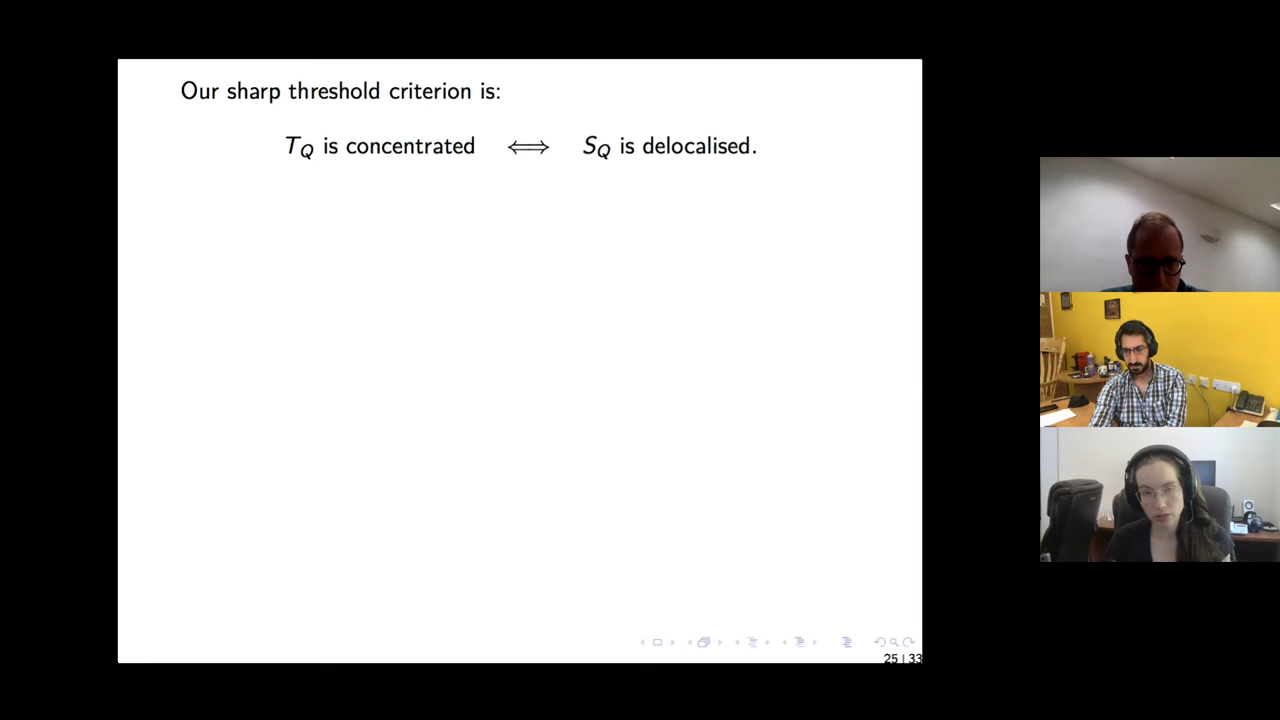 Our sharp threshold criterion is:
T_Q is concentrated ⟺ S_Q is delocalised.
25 | 33